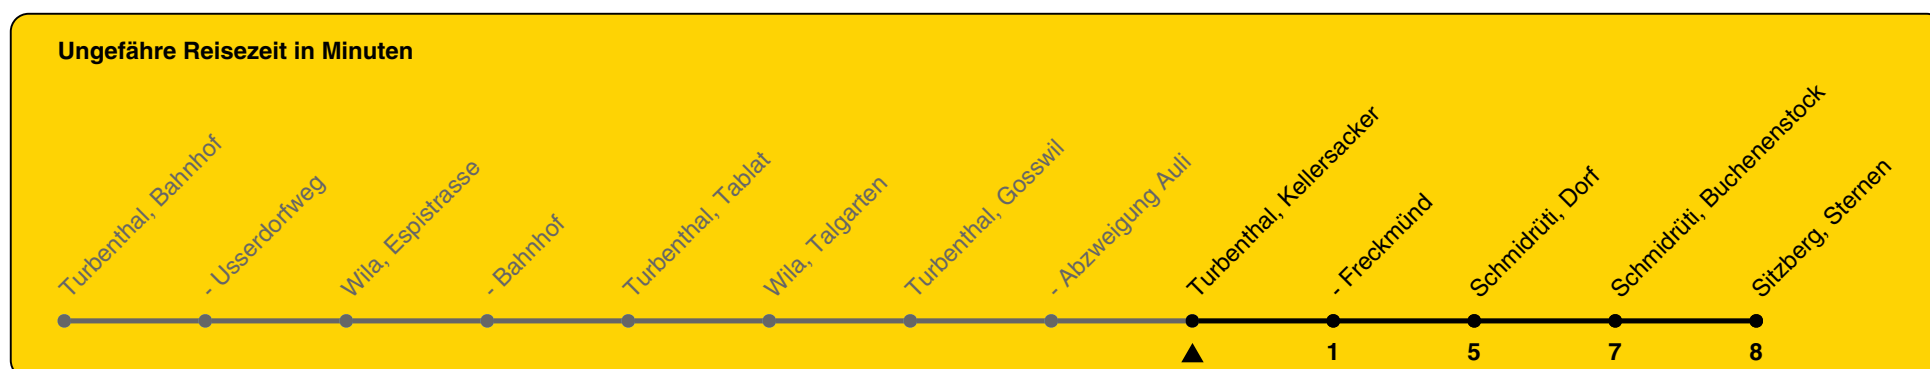 Ungefähre Reisezeit in Minuten
Turbenthal, Bahnhof
- Usserdorfweg
Wila, Espistrasse
- Bahnhof
Turbenthal, Tablat
Wila, Talgarten
Turbenthal, Gosswil
- Abzweigung Auli
Turbenthal, Kellersacker
- Freckmünd
Schmidrüti, Dorf
Schmidrüti, Buchenenstock
Sitzberg, Sternen
1 5 7 8